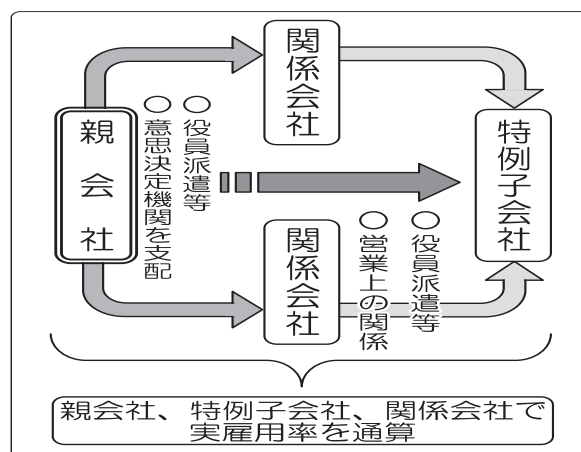 関係会社
親会社
○意思決定機関を支配
○役員派遣等
特例子会社
関係会社
○営業上の関係
○役員派遣等
親会社、特例子会社、関係会社で
実雇用率を通算